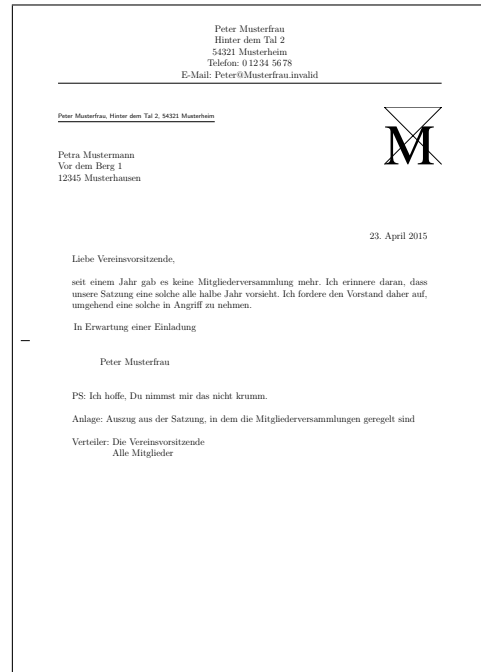 Peter Musterfrau
Hinter dem Tal 2
54321 Musterheim
Telefon: 0 12 34 56 78
E-Mail: Peter@Musterfrau.invalid
Peter Musterfrau, Hinter dem Tal 2, 54321 Musterheim
M
Petra Mustermann
Vor dem Berg 1
12345 Musterhausen
23. April 2015
Liebe Vereinsvorsitzende,
seit einem Jahr gab es keine Mitgliederversammlung mehr. Ich erinnere daran, dass
unsere Satzung eine solche alle halbe Jahr vorsieht. Ich fordere den Vorstand daher auf,
umgehend eine solche in Angriff zu nehmen.
In Erwartung einer Einladung
Peter Musterfrau
PS: Ich hoffe, Du nimmst mir das nicht krumm.
Anlage: Auszug aus der Satzung, in dem die Mitgliederversammlungen geregelt sind
Verteiler: Die Vereinsvorsitzende
Alle Mitglieder